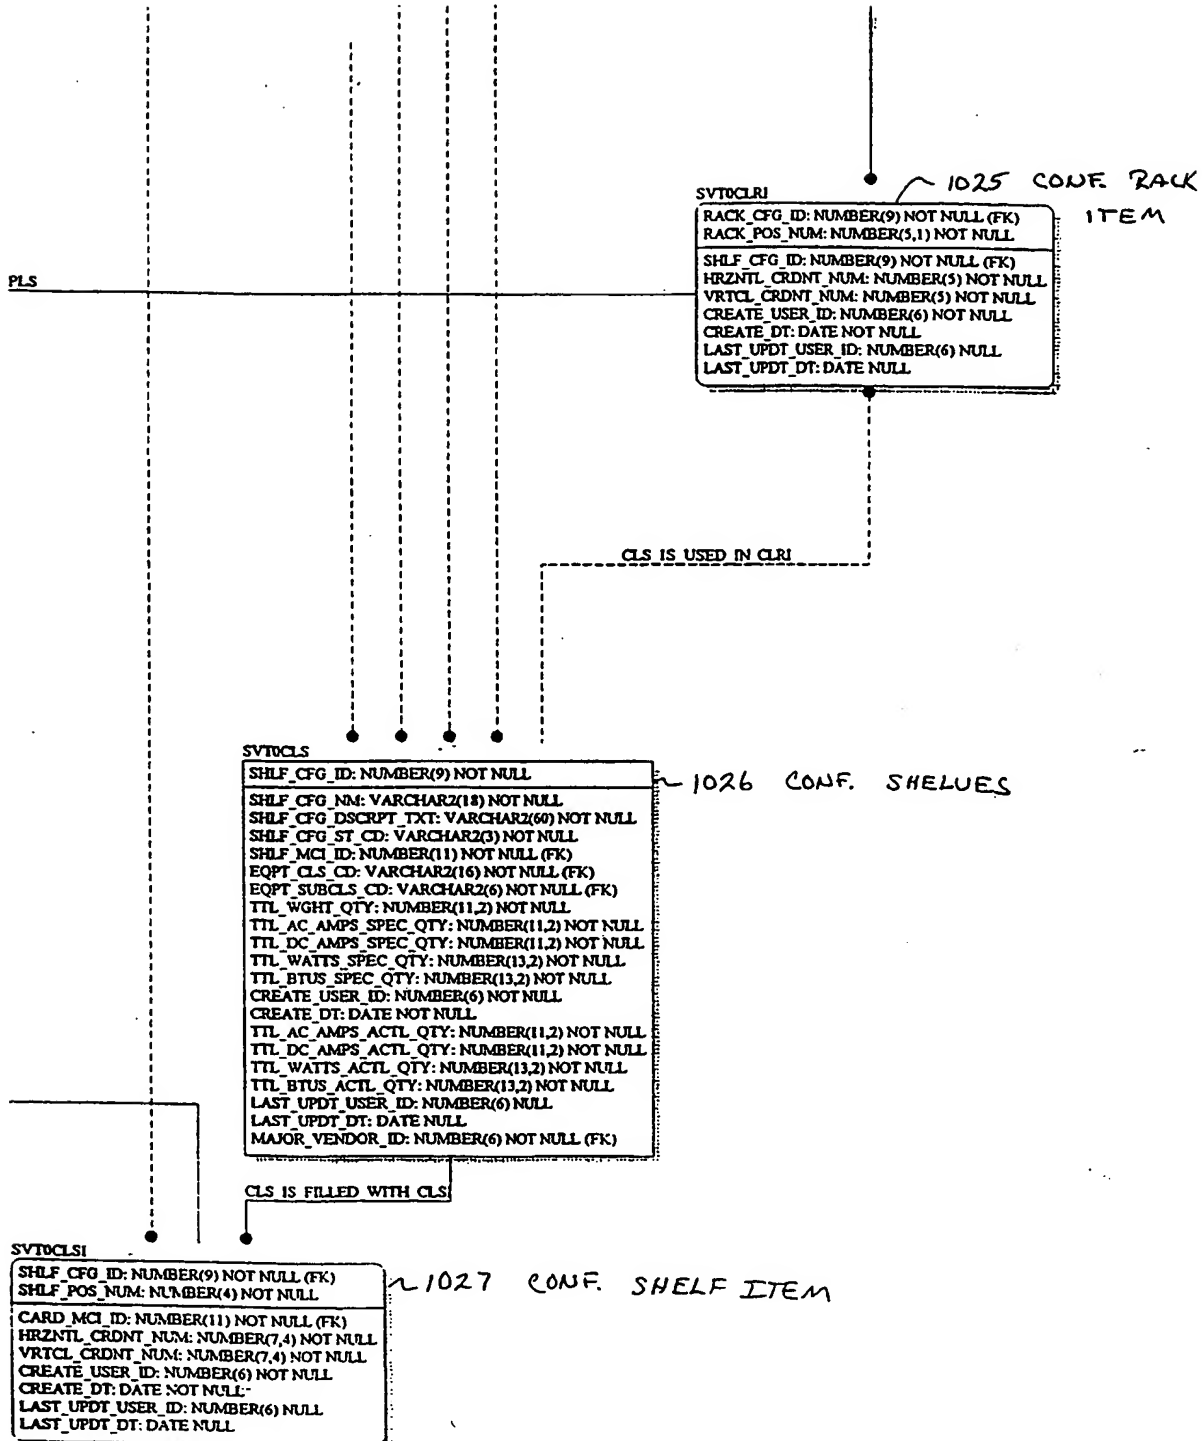 1025 CONF. RACK
ITEM
SVT0CLRI
RACK_CFG_ID: NUMBER(9) NOT NULL (FK)
RACK_POS_NUM: NUMBER(5,1) NOT NULL
SHLF_CFG_ID: NUMBER(9) NOT NULL (FK)
HRZNTL_CRDNT_NUM: NUMBER(5) NOT NULL
VRTCL_CRDNT_NUM: NUMBER(5) NOT NULL
CREATE_USER_ID: NUMBER(6) NOT NULL
CREATE_DT: DATE NOT NULL
LAST_UPDT_USER_ID: NUMBER(6) NULL
LAST_UPDT_DT: DATE NULL
PLS
CLS IS USED IN CLRI
SVT0CLS
SHLF_CFG_ID: NUMBER(9) NOT NULL
1026 CONF. SHELVES
SHLF_CFG_NM: VARCHAR2(18) NOT NULL
SHLF_CFG_DSCRPT_TXT: VARCHAR2(60) NOT NULL
SHLF_CFG_ST_CD: VARCHAR2(3) NOT NULL
SHLF_MCI_ID: NUMBER(11) NOT NULL (FK)
EQPT_CLS_CD: VARCHAR2(16) NOT NULL (FK)
EQPT_SUBCLS_CD: VARCHAR2(6) NOT NULL (FK)
TTL_WGHT_QTY: NUMBER(11,2) NOT NULL
TTL_AC_AMPS_SPEC_QTY: NUMBER(11,2) NOT NULL
TTL_DC_AMPS_SPEC_QTY: NUMBER(11,2) NOT NULL
TTL_WATTS_SPEC_QTY: NUMBER(13,2) NOT NULL
TTL_BTUS_SPEC_QTY: NUMBER(13,2) NOT NULL
CREATE_USER_ID: NUMBER(6) NOT NULL
CREATE_DT: DATE NOT NULL
TTL_AC_AMPS_ACTL_QTY: NUMBER(11,2) NOT NULL
TTL_DC_AMPS_ACTL_QTY: NUMBER(11,2) NOT NULL
TTL_WATTS_ACTL_QTY: NUMBER(13,2) NOT NULL
TTL_BTUS_ACTL_QTY: NUMBER(13,2) NOT NULL
LAST_UPDT_USER_ID: NUMBER(6) NULL
LAST_UPDT_DT: DATE NULL
MAJOR_VENDOR_ID: NUMBER(6) NOT NULL (FK)
CLS IS FILLED WITH CLS
SVT0CLSI
SHLF_CFG_ID: NUMBER(9) NOT NULL (FK)
SHLF_POS_NUM: NUMBER(4) NOT NULL
1027 CONF. SHELF ITEM
CARD_MCI_ID: NUMBER(11) NOT NULL (FK)
HRZNTL_CRDNT_NUM: NUMBER(7,4) NOT NULL
VRTCL_CRDNT_NUM: NUMBER(7,4) NOT NULL
CREATE_USER_ID: NUMBER(6) NOT NULL
CREATE_DT: DATE NOT NULL
LAST_UPDT_USER_ID: NUMBER(6) NULL
LAST_UPDT_DT: DATE NULL